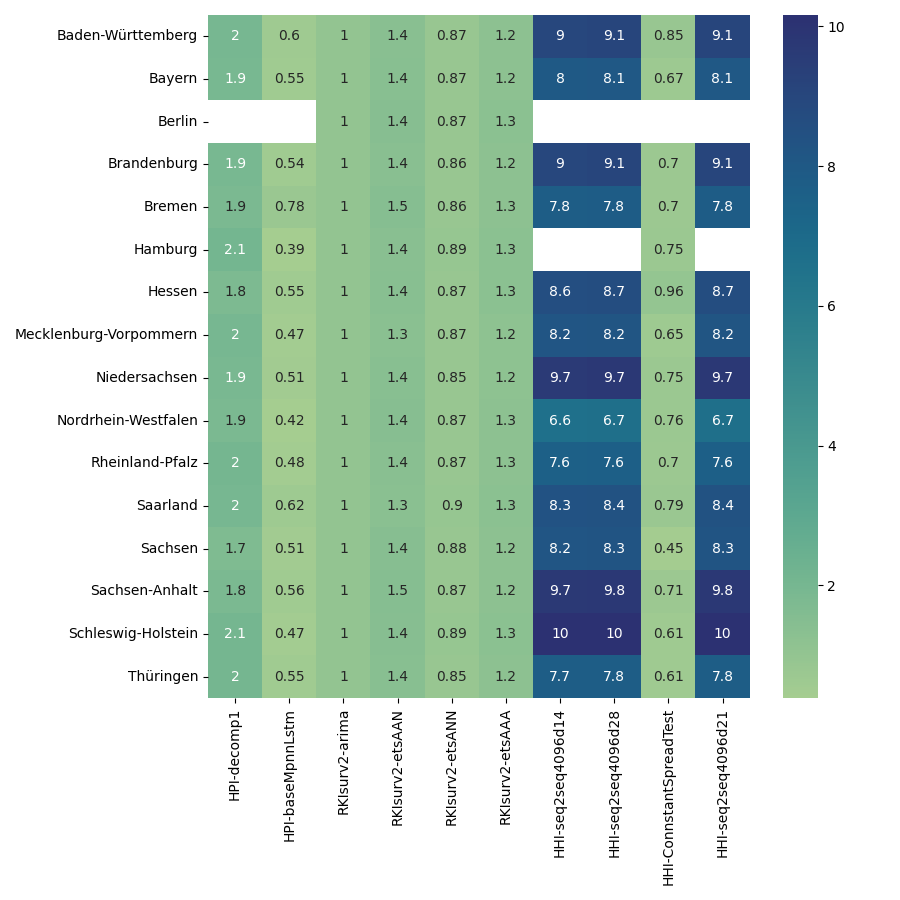 Baden-Württemberg 2 0.6 1 1.4 0.87 1.2 9 9.1 0.85 9.1
Bayern 1.9 0.55 1 1.4 0.87 1.2 8 8.1 0.67 8.1
Berlin 1 1.4 0.87 1.3
Brandenburg 1.9 0.54 1 1.4 0.86 1.2 9 9.1 0.7 9.1
Bremen 1.9 0.78 1 1.5 0.86 1.3 7.8 7.8 0.7 7.8
Hamburg 2.1 0.39 1 1.4 0.89 1.3 0.75
Hessen 1.8 0.55 1 1.4 0.87 1.3 8.6 8.7 0.96 8.7
Mecklenburg-Vorpommern 2 0.47 1 1.3 0.87 1.2 8.2 8.2 0.65 8.2
Niedersachsen 1.9 0.51 1 1.4 0.85 1.2 9.7 9.7 0.75 9.7
Nordrhein-Westfalen 1.9 0.42 1 1.4 0.87 1.3 6.6 6.7 0.76 6.7
Rheinland-Pfalz 2 0.48 1 1.4 0.87 1.3 7.6 7.6 0.7 7.6
Saarland 2 0.62 1 1.3 0.9 1.3 8.3 8.4 0.79 8.4
Sachsen 1.7 0.51 1 1.4 0.88 1.2 8.2 8.3 0.45 8.3
Sachsen-Anhalt 1.8 0.56 1 1.5 0.87 1.2 9.7 9.8 0.71 9.8
Schleswig-Holstein 2.1 0.47 1 1.4 0.89 1.3 10 10 0.61 10
Thüringen 2 0.55 1 1.4 0.85 1.2 7.7 7.8 0.61 7.8
HPI-decomp1
HPI-baseMpnnLstm
RKIsurv2-arima
RKIsurv2-etsAAN
RKIsurv2-etsANN
RKIsurv2-etsAAA
HHI-seq2seq4096d14
HHI-seq2seq4096d28
HHI-ConnstantSpreadTest
HHI-seq2seq4096d21
10
8
6
4
2